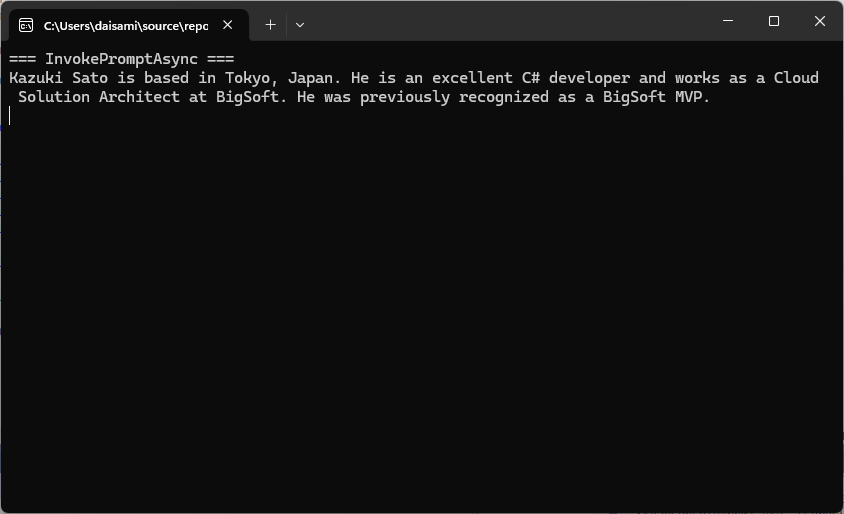 C:\Users\daisami\source\repo
=== InvokePromptAsync ===
Kazuki Sato is based in Tokyo, Japan. He is an excellent C# developer and works as a Cloud
Solution Architect at BigSoft. He was previously recognized as a BigSoft MVP.